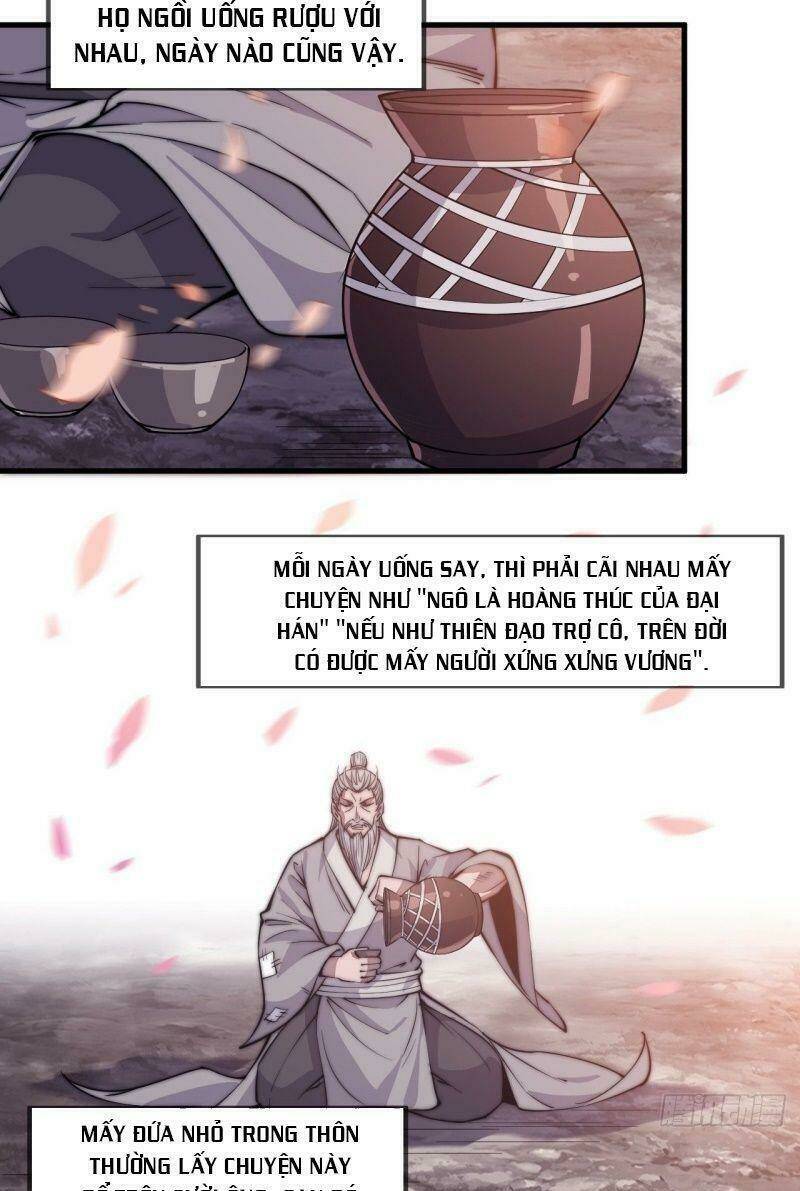 HỌ NGỒI UỐNG RƯỢU VỚI
NHAU, NGÀY NÀO CŨNG VẬY.
MỖI NGÀY UỐNG SAY, THÌ PHẢI CÃI NHAU MẤY
CHUYỆN NHƯ "NGÔ LÀ HOÀNG THÚC CỦA ĐẠI
HÁN" "NẾU NHƯ THIÊN ĐẠO TRỢ CÔ, TRÊN ĐỜI
CÓ ĐƯỢC MẤY NGƯỜI XỨNG XƯNG VƯƠNG".
MẤY ĐỨA NHỎ TRONG THÔN
THƯỜNG LẤY CHUYỆN NÀY